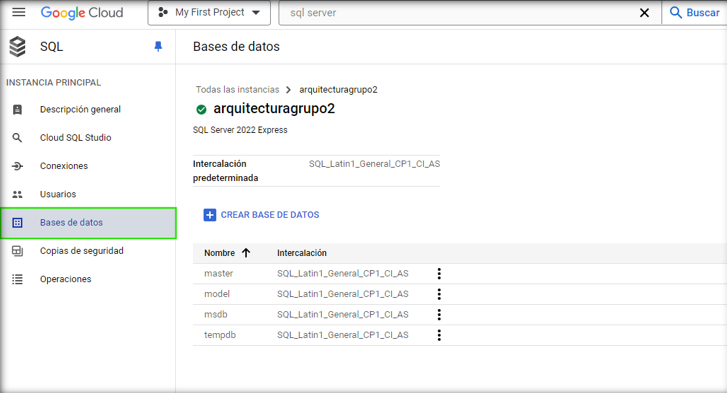 Google Cloud
My First Project
sql server
Buscar
SQL
Bases de datos
INSTANCIA PRINCIPAL
Descripción general
Cloud SQL Studio
Conexiones
Usuarios
Bases de datos
Copias de seguridad
Operaciones
Todas las instancias > arquitecturagrupo2
arquitecturagrupo2
SQL Server 2022 Express
Intercalación predeterminada SQL_Latin1_General_CP1_CI_AS
CREAR BASE DE DATOS
Nombre Intercalación
master SQL_Latin1_General_CP1_CI_AS
model SQL_Latin1_General_CP1_CI_AS
msdb SQL_Latin1_General_CP1_CI_AS
tempdb SQL_Latin1_General_CP1_CI_AS